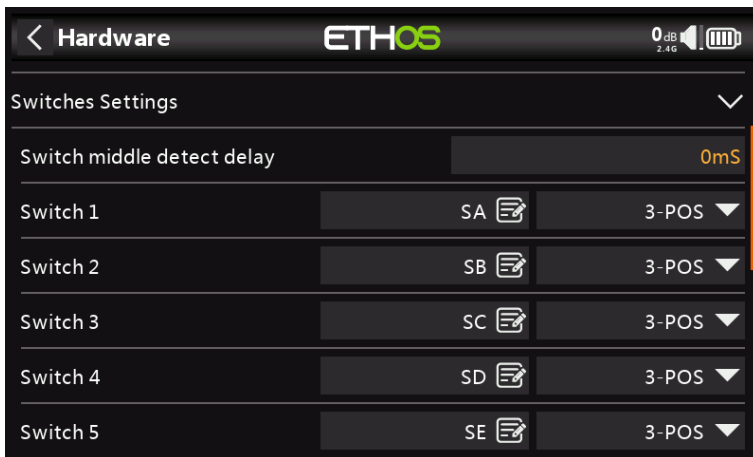 Hardware ETHOS 0dB 2.4G
Switches Settings
Switch middle detect delay 0mS
Switch 1 SA 3-POS
Switch 2 SB 3-POS
Switch 3 SC 3-POS
Switch 4 SD 3-POS
Switch 5 SE 3-POS